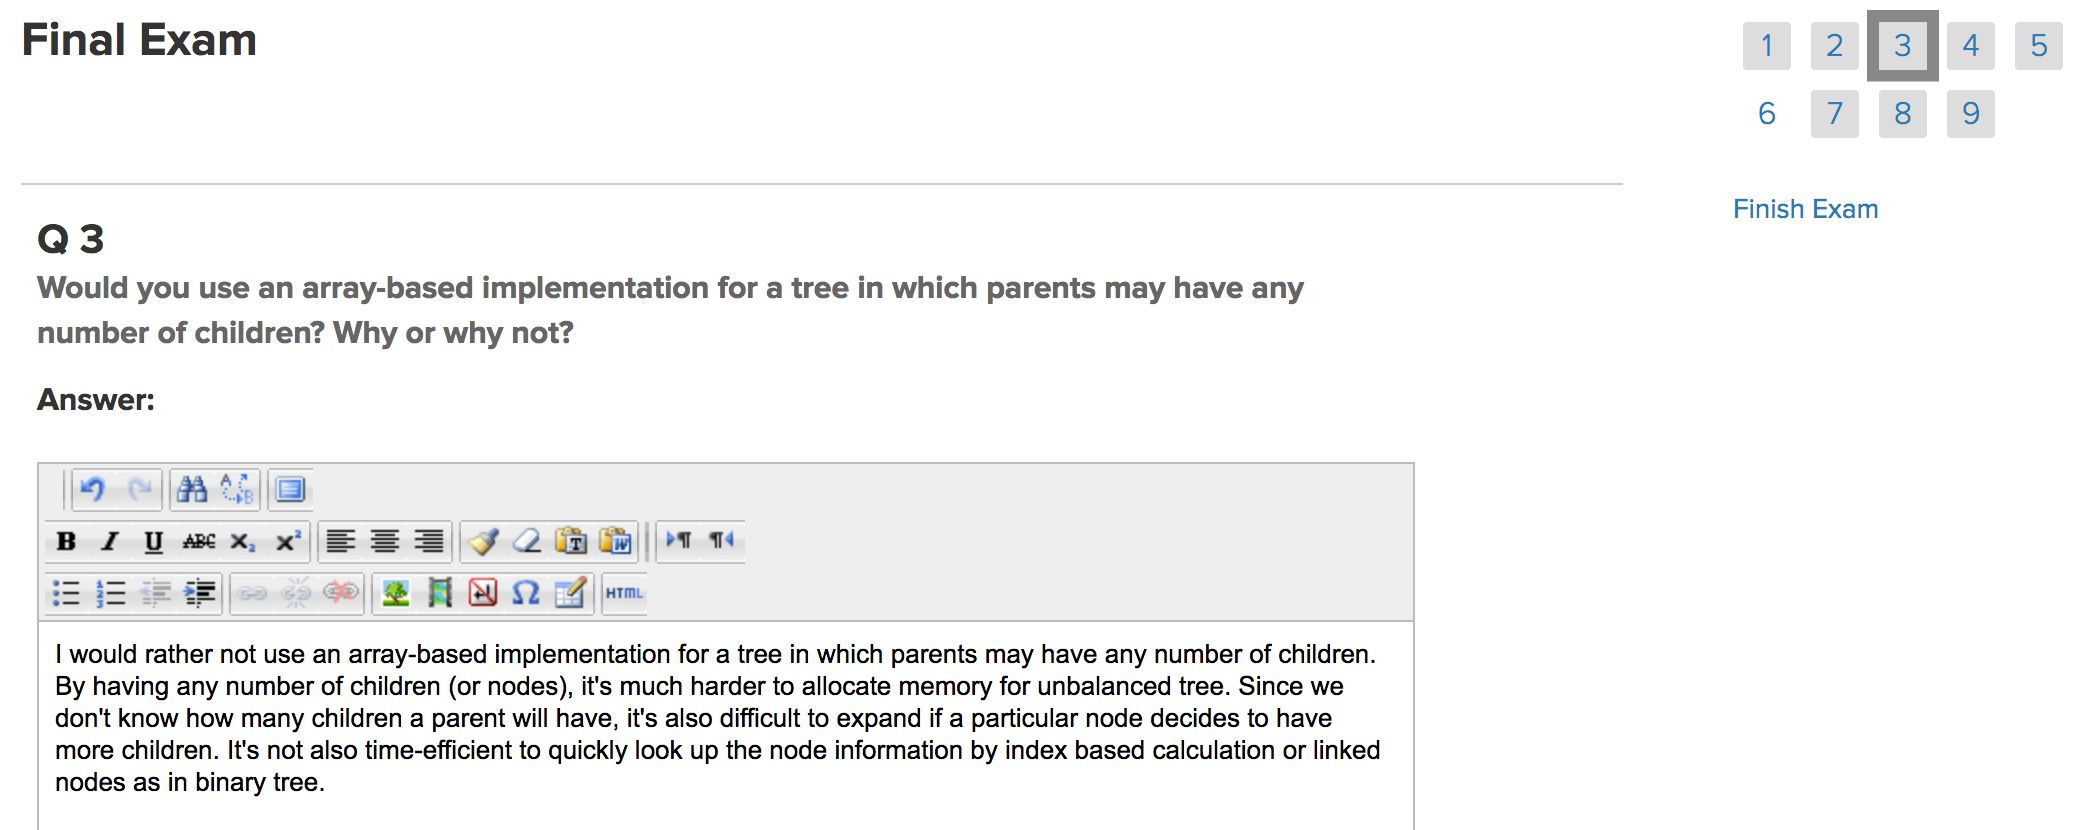 Final Exam
1 2 3 4 5
6 7 8 9
Finish Exam
Q 3
Would you use an array-based implementation for a tree in which parents may have any
number of children? Why or why not?
Answer:
B I U ABC X₂ X²
HTML
I would rather not use an array-based implementation for a tree in which parents may have any number of children.
By having any number of children (or nodes), it's much harder to allocate memory for unbalanced tree. Since we
don't know how many children a parent will have, it's also difficult to expand if a particular node decides to have
more children. It's not also time-efficient to quickly look up the node information by index based calculation or linked
nodes as in binary tree.